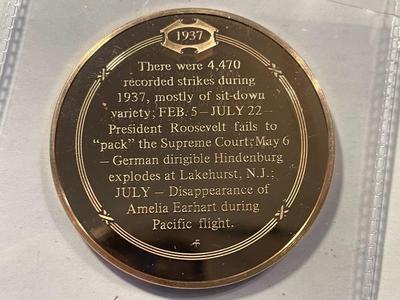 1937
There were 4,470
recorded strikes during
1937, mostly of sit-down
variety; FEB. 5—JULY 22—
President Roosevelt fails to
“pack” the Supreme Court; May 6
— German dirigible Hindenburg
explodes at Lakehurst, N.J.;
JULY — Disappearance of
Amelia Earhart during
Pacific flight.